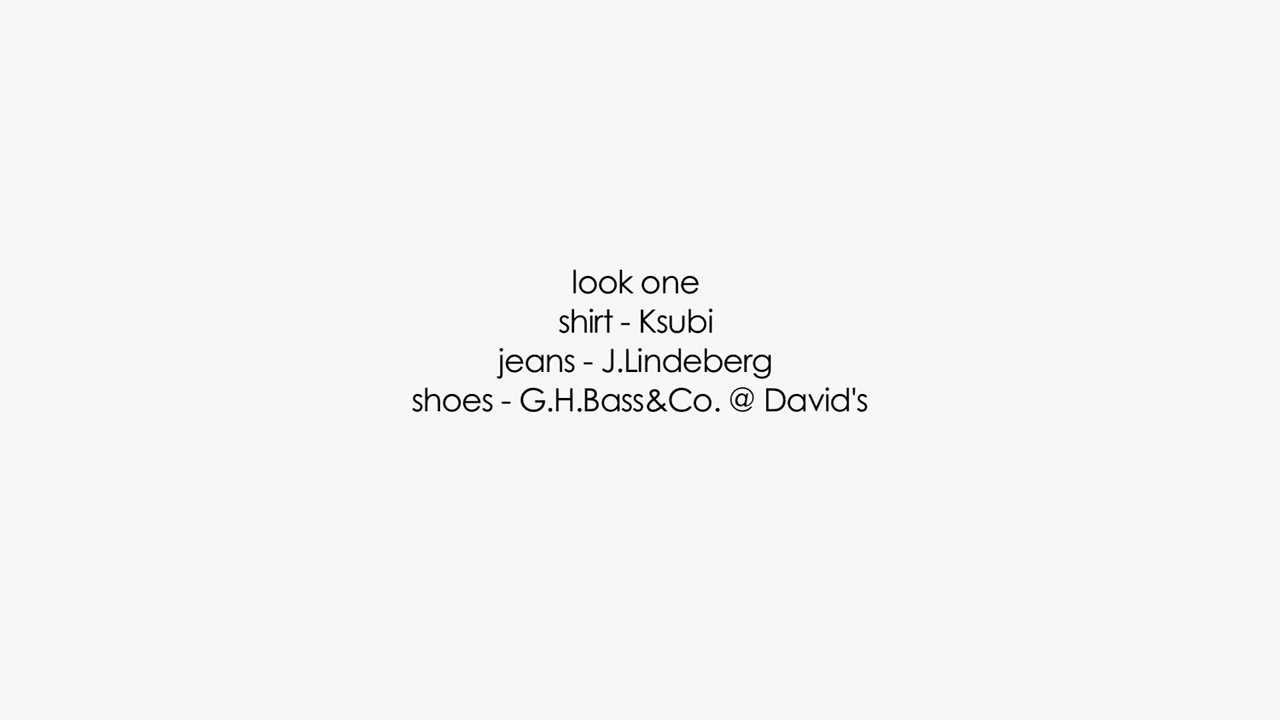 look one
shirt - Ksubi
jeans - J.Lindeberg
shoes - G.H.Bass&Co. @ David's